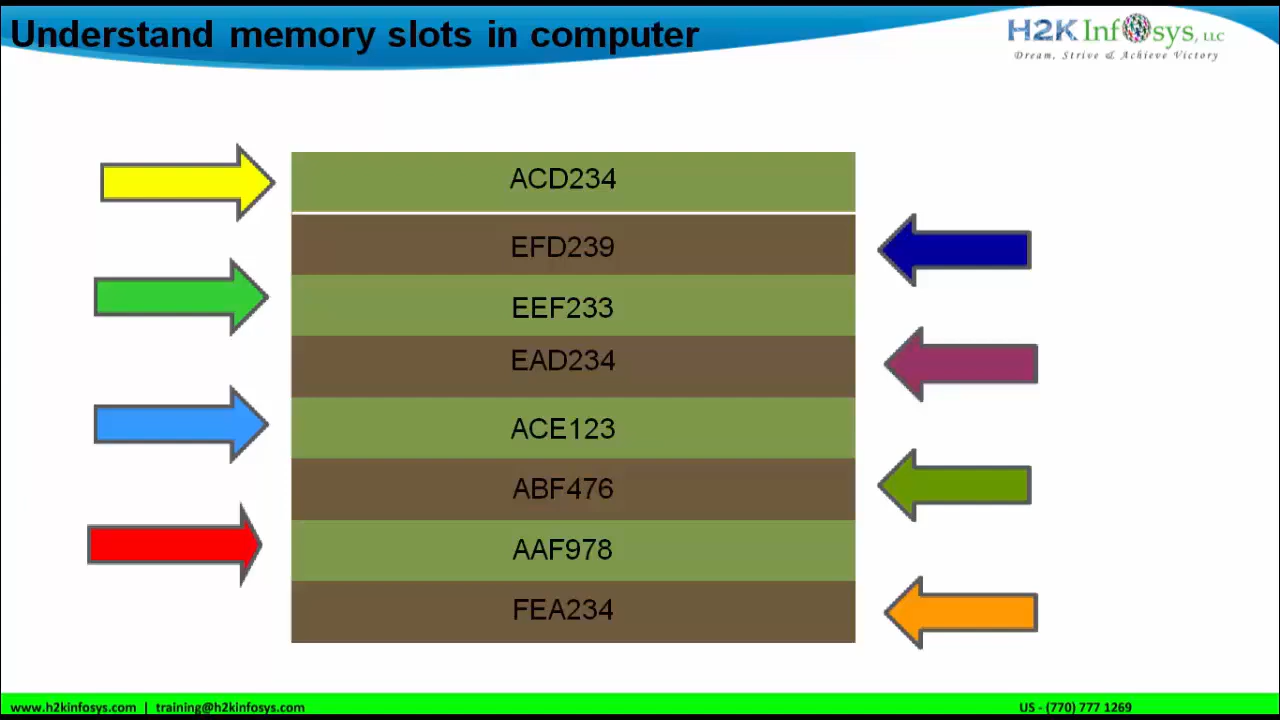 Understand memory slots in computer
H2K Infosys, LLC
Dream, Strive & Achieve Victory
ACD234
EFD239
EEF233
EAD234
ACE123
ABF476
AAF978
FEA234
www.h2kinfosys.com | training@h2kinfosys.com
US - (770) 777 1269